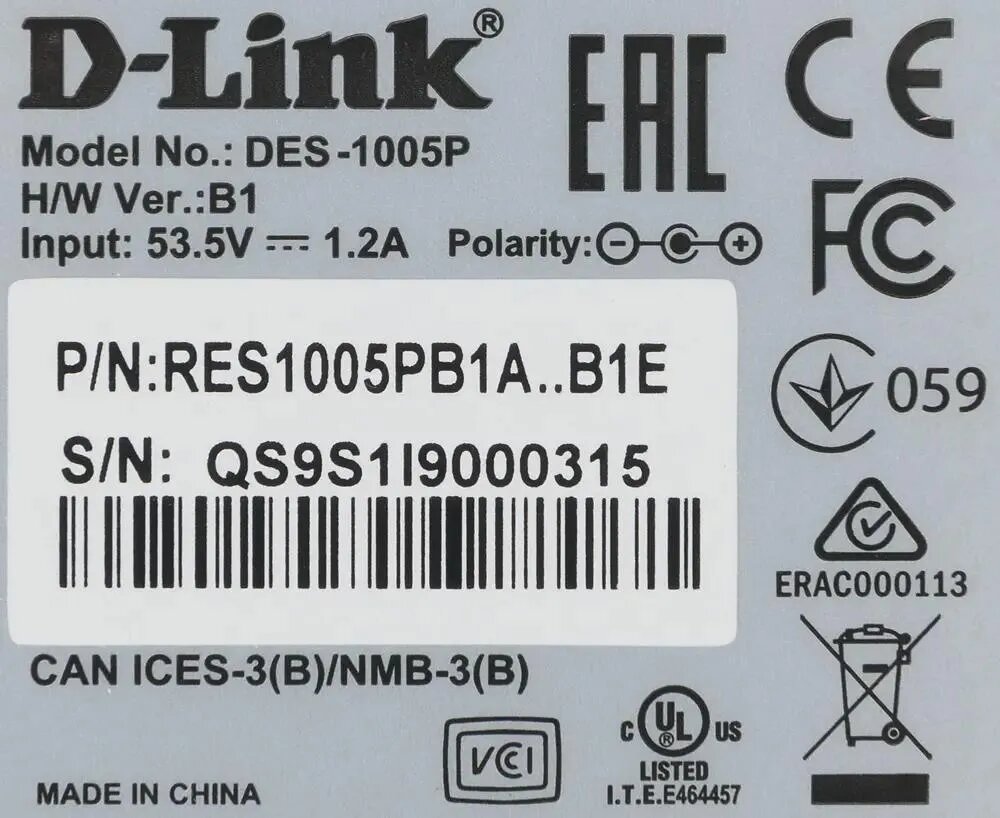 D-Link®
EAC
CE
Model No.: DES-1005P
H/W Ver.:B1
Input: 53.5V ⎓ 1.2A Polarity:
FC
P/N:RES1005PB1A..B1E
059
S/N: QS9S1I9000315
ERAC000113
CAN ICES-3(B)/NMB-3(B)
VCI
C UL® US
LISTED
I.T.E.E464457
MADE IN CHINA